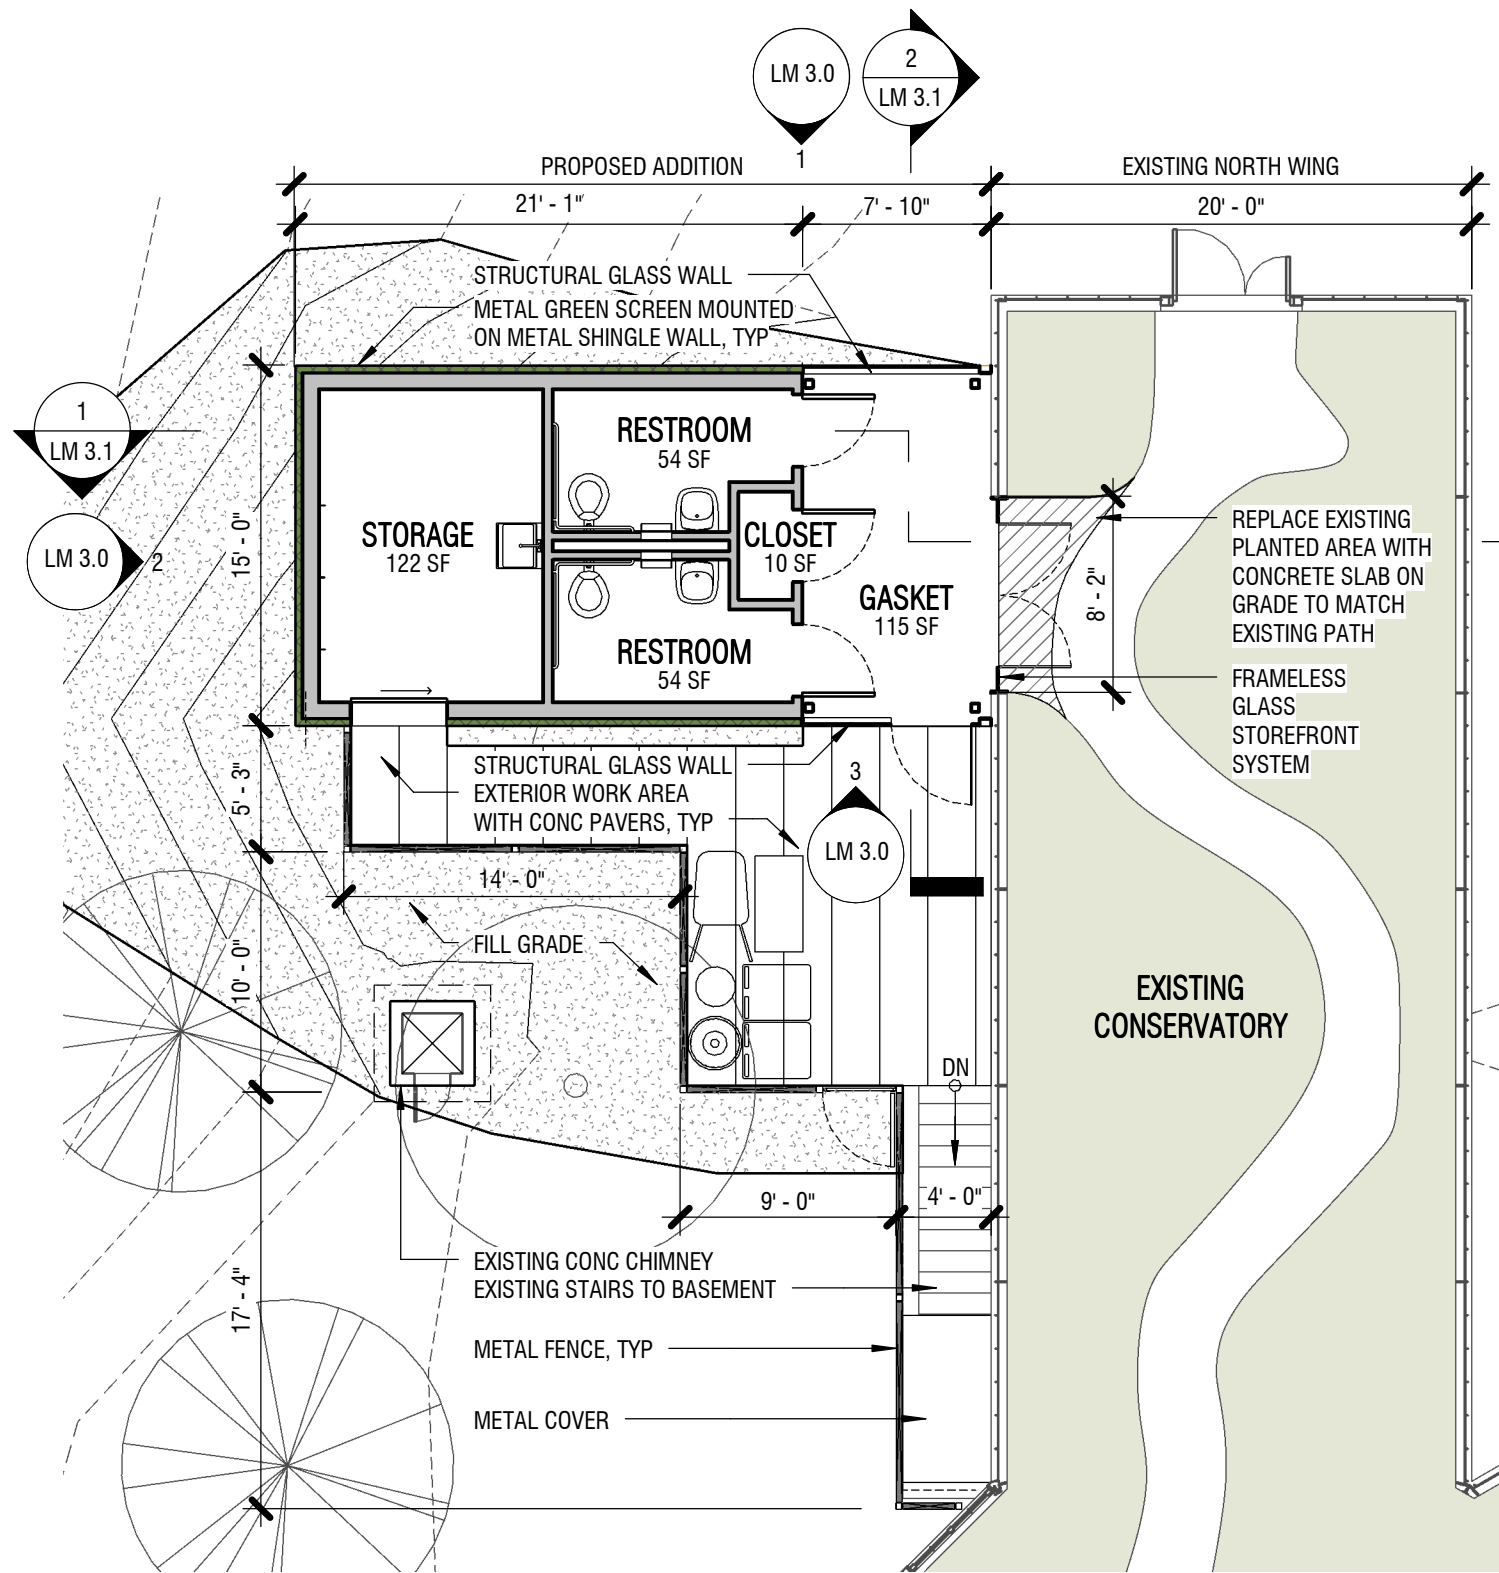 LM 3.0
1
2
LM 3.1
PROPOSED ADDITION
EXISTING NORTH WING
21' - 1"
7' - 10"
20' - 0"
STRUCTURAL GLASS WALL
METAL GREEN SCREEN MOUNTED
ON METAL SHINGLE WALL, TYP
1
LM 3.1
LM 3.0
2
15' - 0"
RESTROOM
54 SF
STORAGE
122 SF
CLOSET
10 SF
GASKET
115 SF
RESTROOM
54 SF
8' - 2"
REPLACE EXISTING
PLANTED AREA WITH
CONCRETE SLAB ON
GRADE TO MATCH
EXISTING PATH
FRAMELESS
GLASS
STOREFRONT
SYSTEM
5' - 3"
STRUCTURAL GLASS WALL
EXTERIOR WORK AREA
WITH CONC PAVERS, TYP
3
LM 3.0
14' - 0"
FILL GRADE
10' - 0"
EXISTING
CONSERVATORY
DN
9' - 0"
4' - 0"
EXISTING CONC CHIMNEY
EXISTING STAIRS TO BASEMENT
17' - 4"
METAL FENCE, TYP
METAL COVER